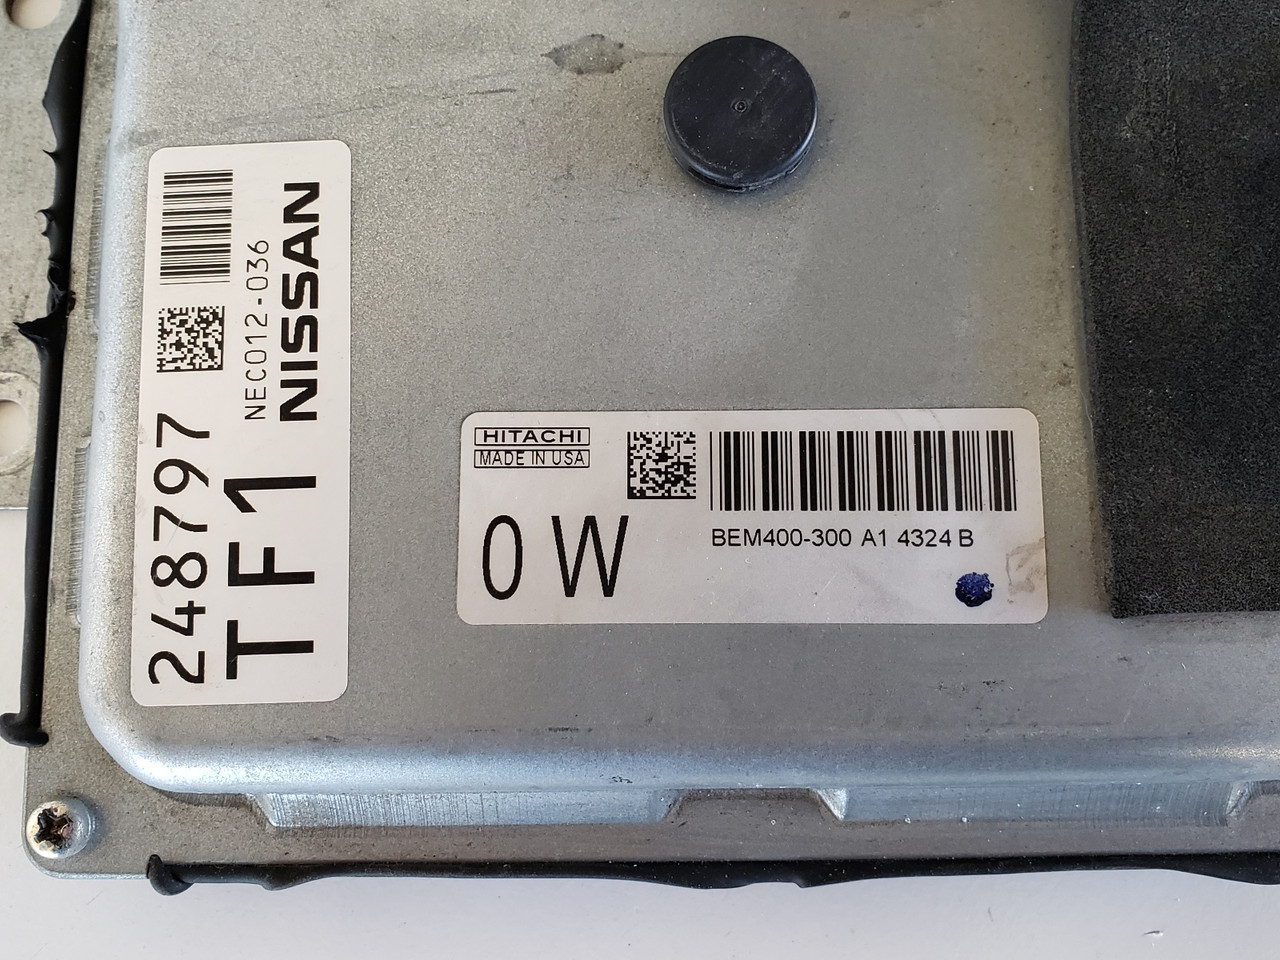 248797
TF1
NEC012-036
NISSAN
HITACHI
MADE IN USA
0W
BEM400-300 A1 4324 B